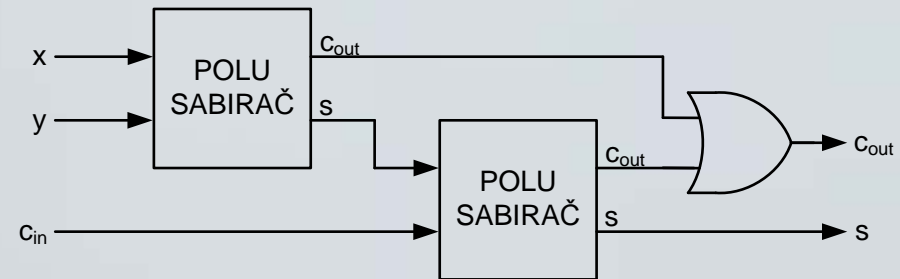 x
y
c_in
POLU
SABIRAČ
c_out
s
POLU
SABIRAČ
c_out
s
c_out
s